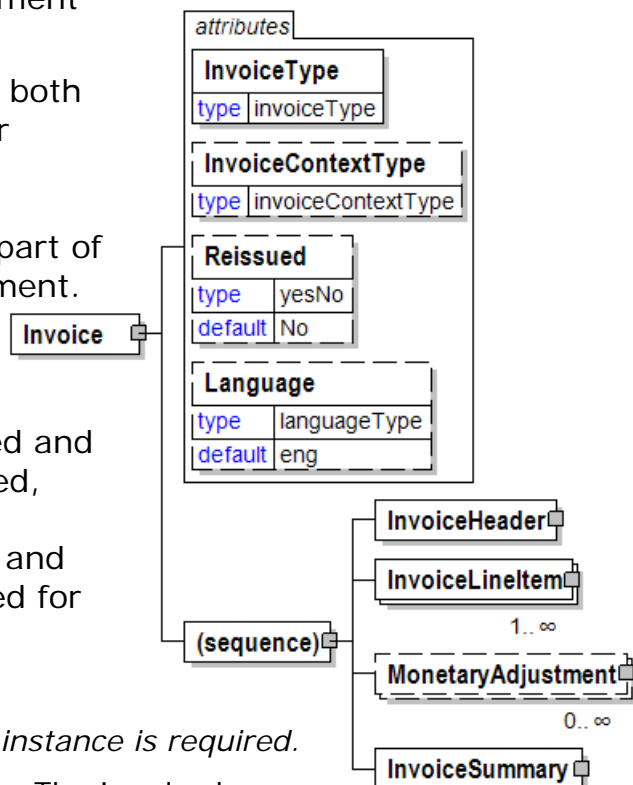 ment
both
r
part of
ment.
ed and
ed,
and
ed for
instance is required.
attributes
InvoiceType
type invoiceType
InvoiceContextType
type invoiceContextType
Reissued
type yesNo
default No
Language
type languageType
default eng
Invoice
(sequence)
InvoiceHeader
InvoiceLineItem
1.. ∞
MonetaryAdjustment
0.. ∞
InvoiceSummary